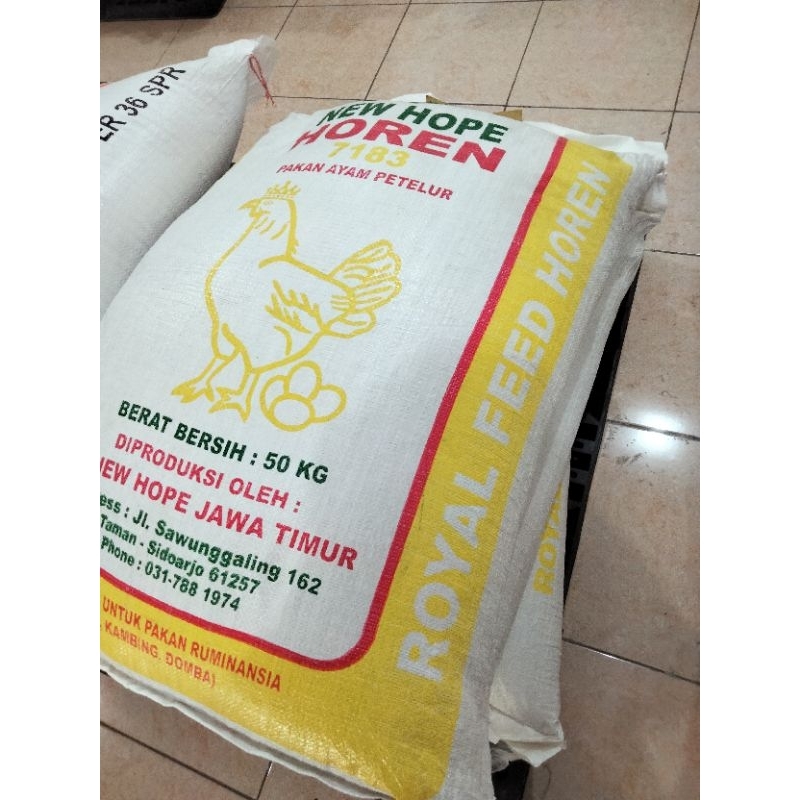 ER 36 SPR
NEW HOPE
HOREN
7183
PAKAN AYAM PETELUR
BERAT BERSIH : 50 KG
DIPRODUKSI OLEH :
NEW HOPE JAWA TIMUR
ess : Jl. Sawunggaling 162
Taman - Sidoarjo 61257
Phone : 031-788 1974
UNTUK PAKAN RUMINANSIA
KAMBING, DOMBA)
ROYAL FEED HOREN
ROYA